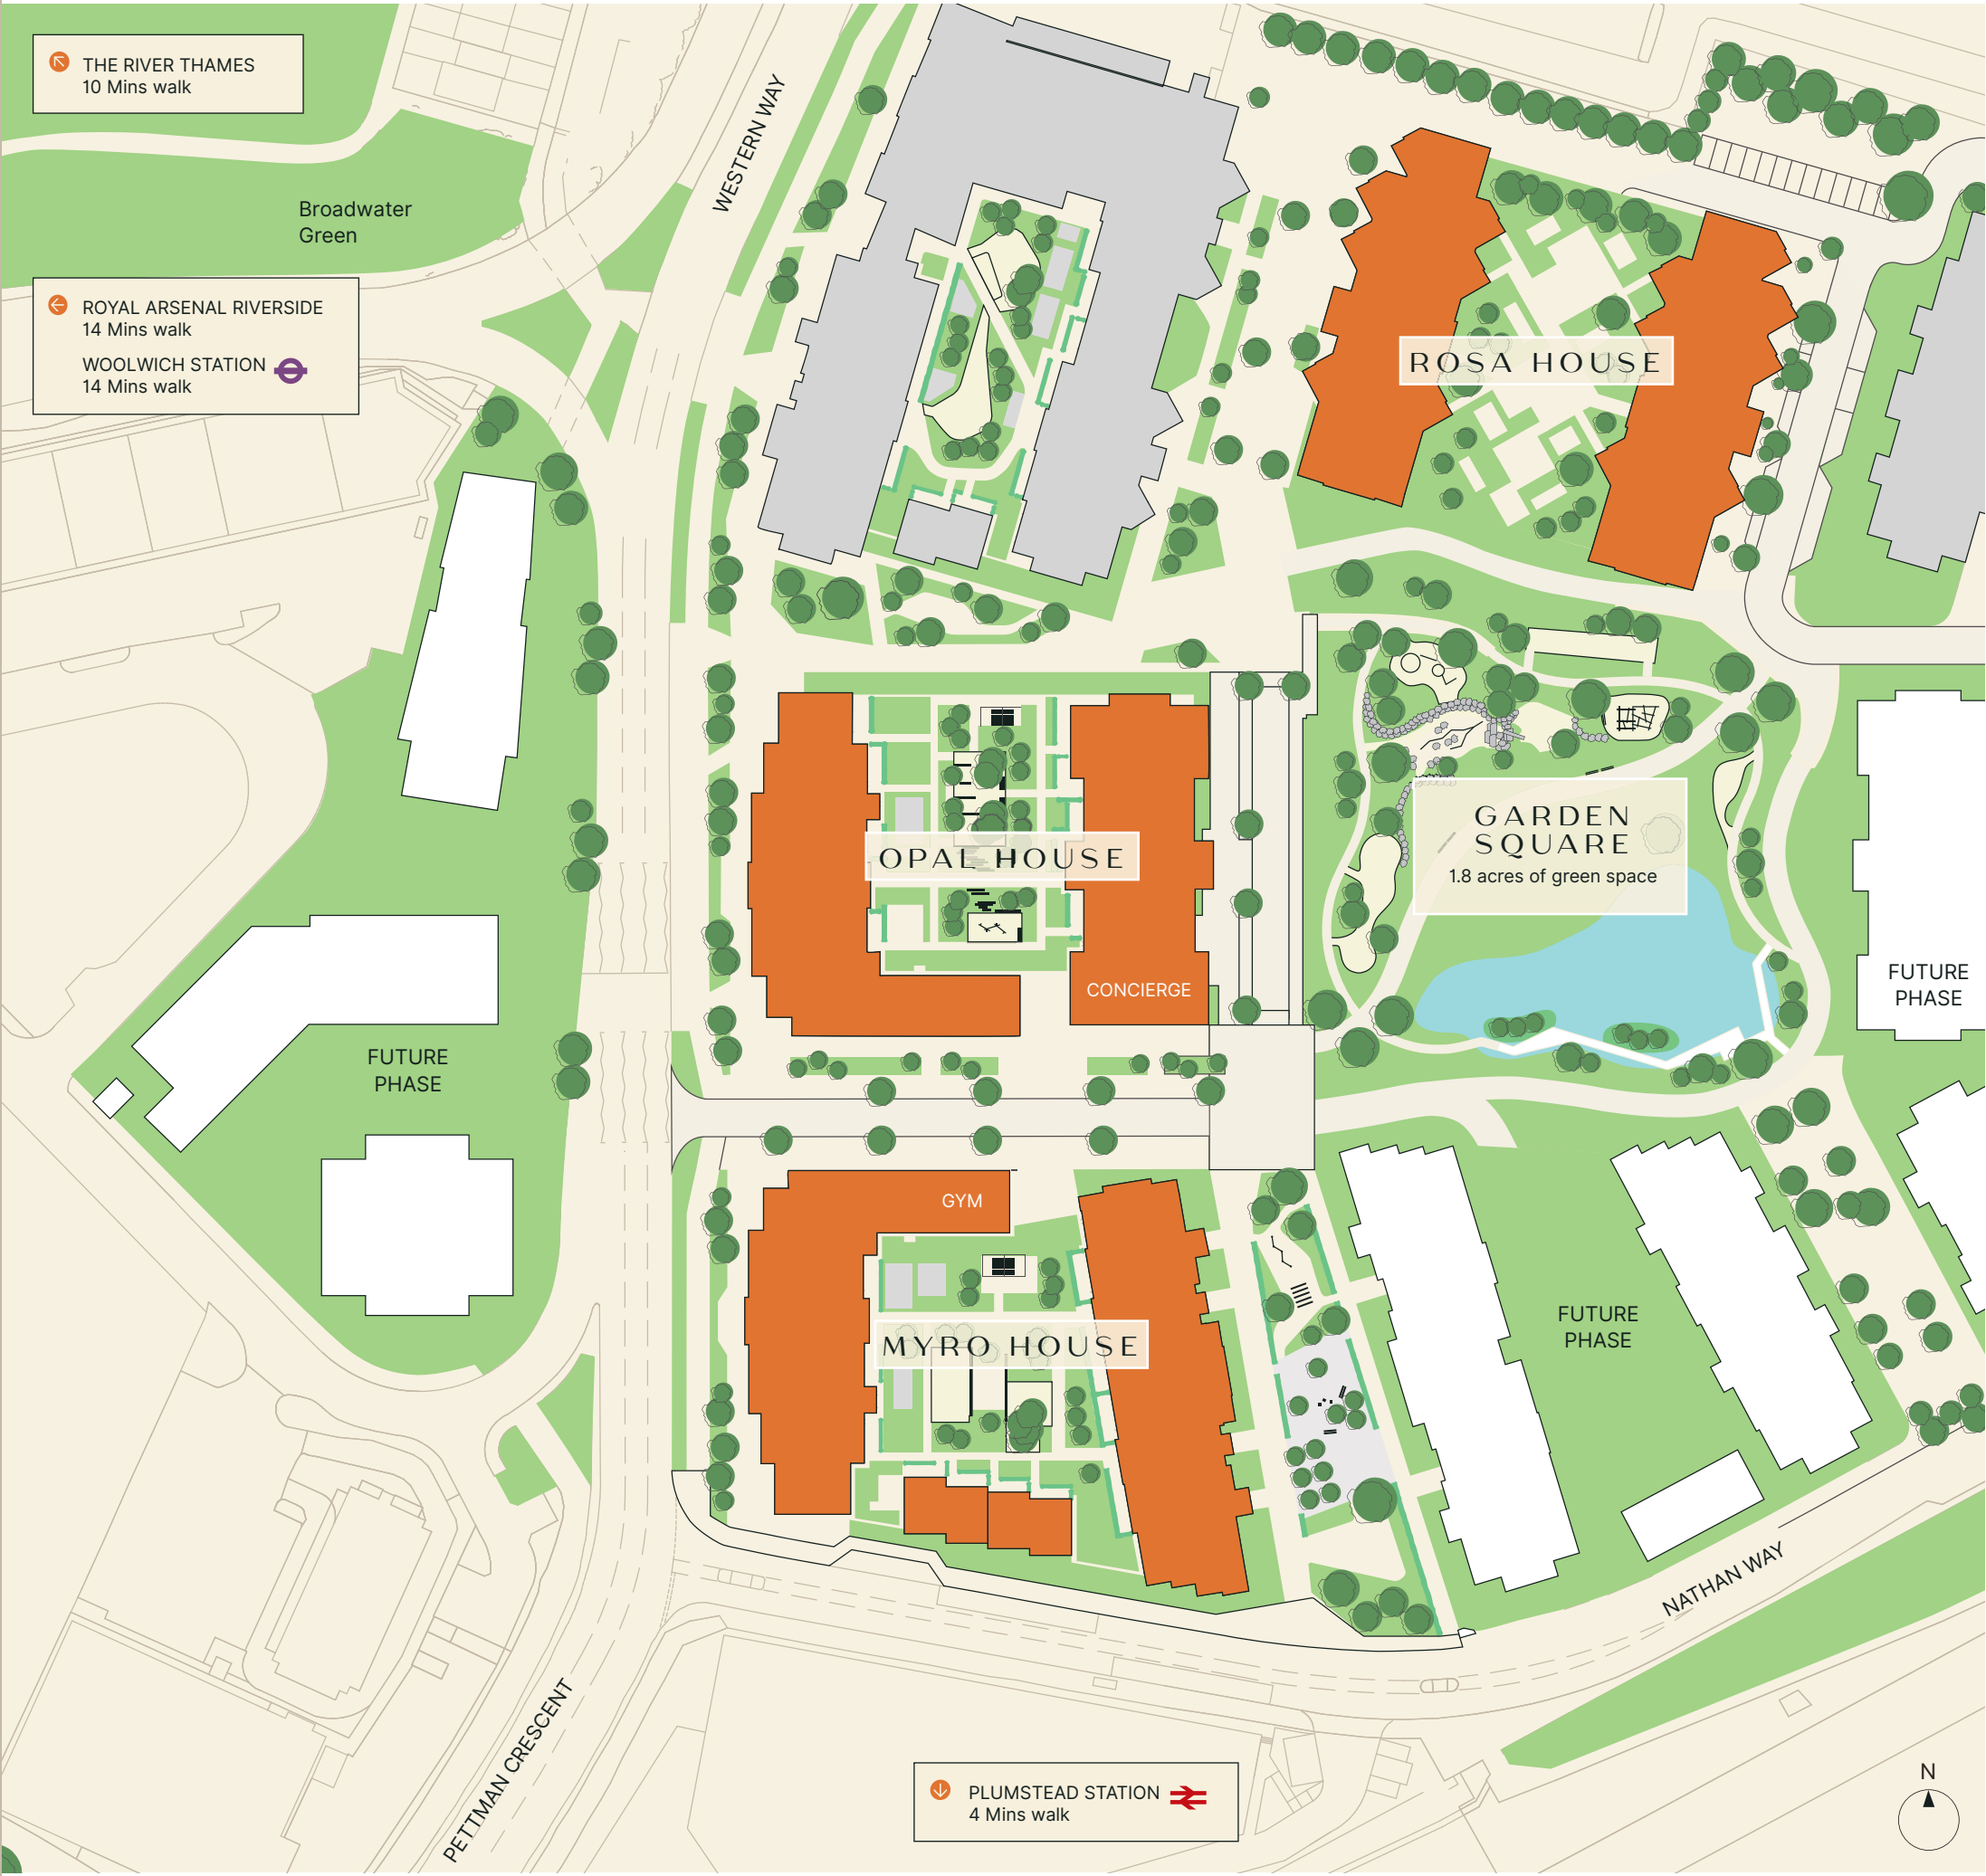 THE RIVER THAMES
10 Mins walk
WESTERN WAY
Broadwater
Green
ROYAL ARSENAL RIVERSIDE
14 Mins walk
WOOLWICH STATION
14 Mins walk
ROSA HOUSE
GARDEN
SQUARE
1.8 acres of green space
OPAL HOUSE
CONCIERGE
FUTURE
PHASE
FUTURE
PHASE
GYM
MYRO HOUSE
FUTURE
PHASE
NATHAN WAY
PETTMAN CRESCENT
PLUMSTEAD STATION
4 Mins walk
N